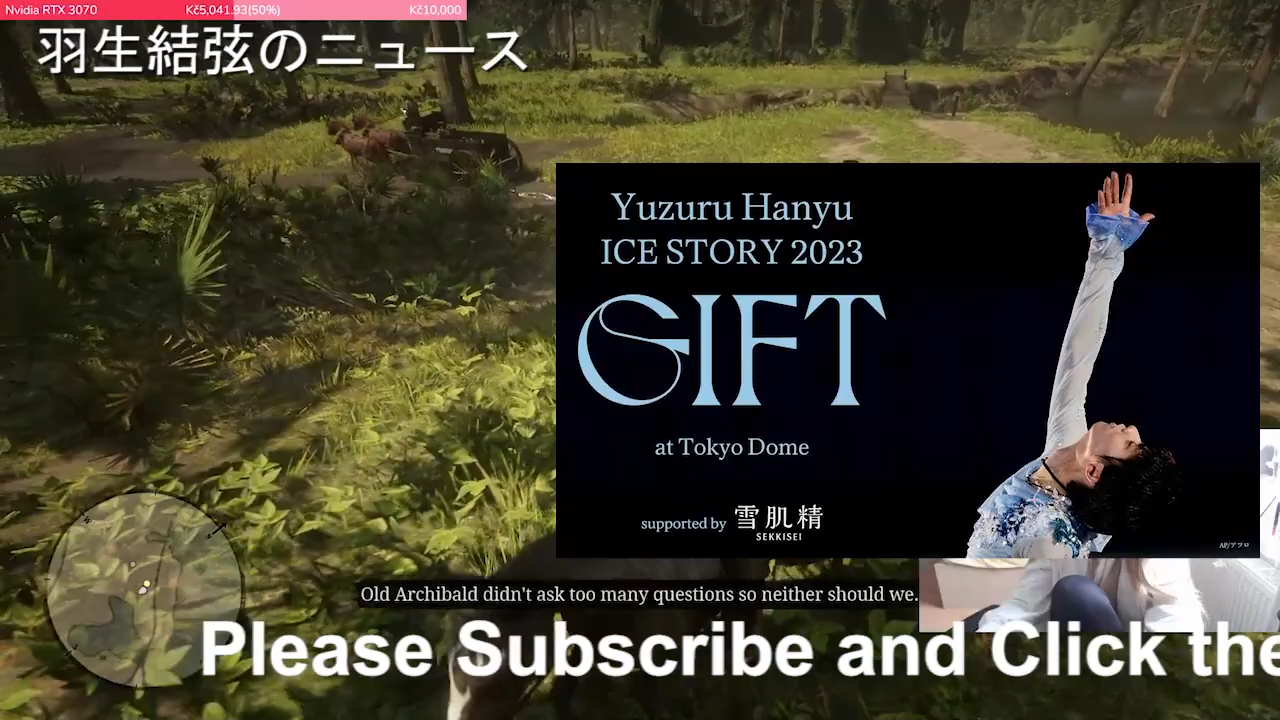 Nvidia RTX 3070 Kč5,041.93(50%) Kč10,000
羽生結弦のニュース
Yuzuru Hanyu
ICE STORY 2023
GIFT
at Tokyo Dome
supported by 雪肌精
SEKKISEI
AP/アフロ
Old Archibald didn't ask too many questions so neither should we.
Please Subscribe and Click the